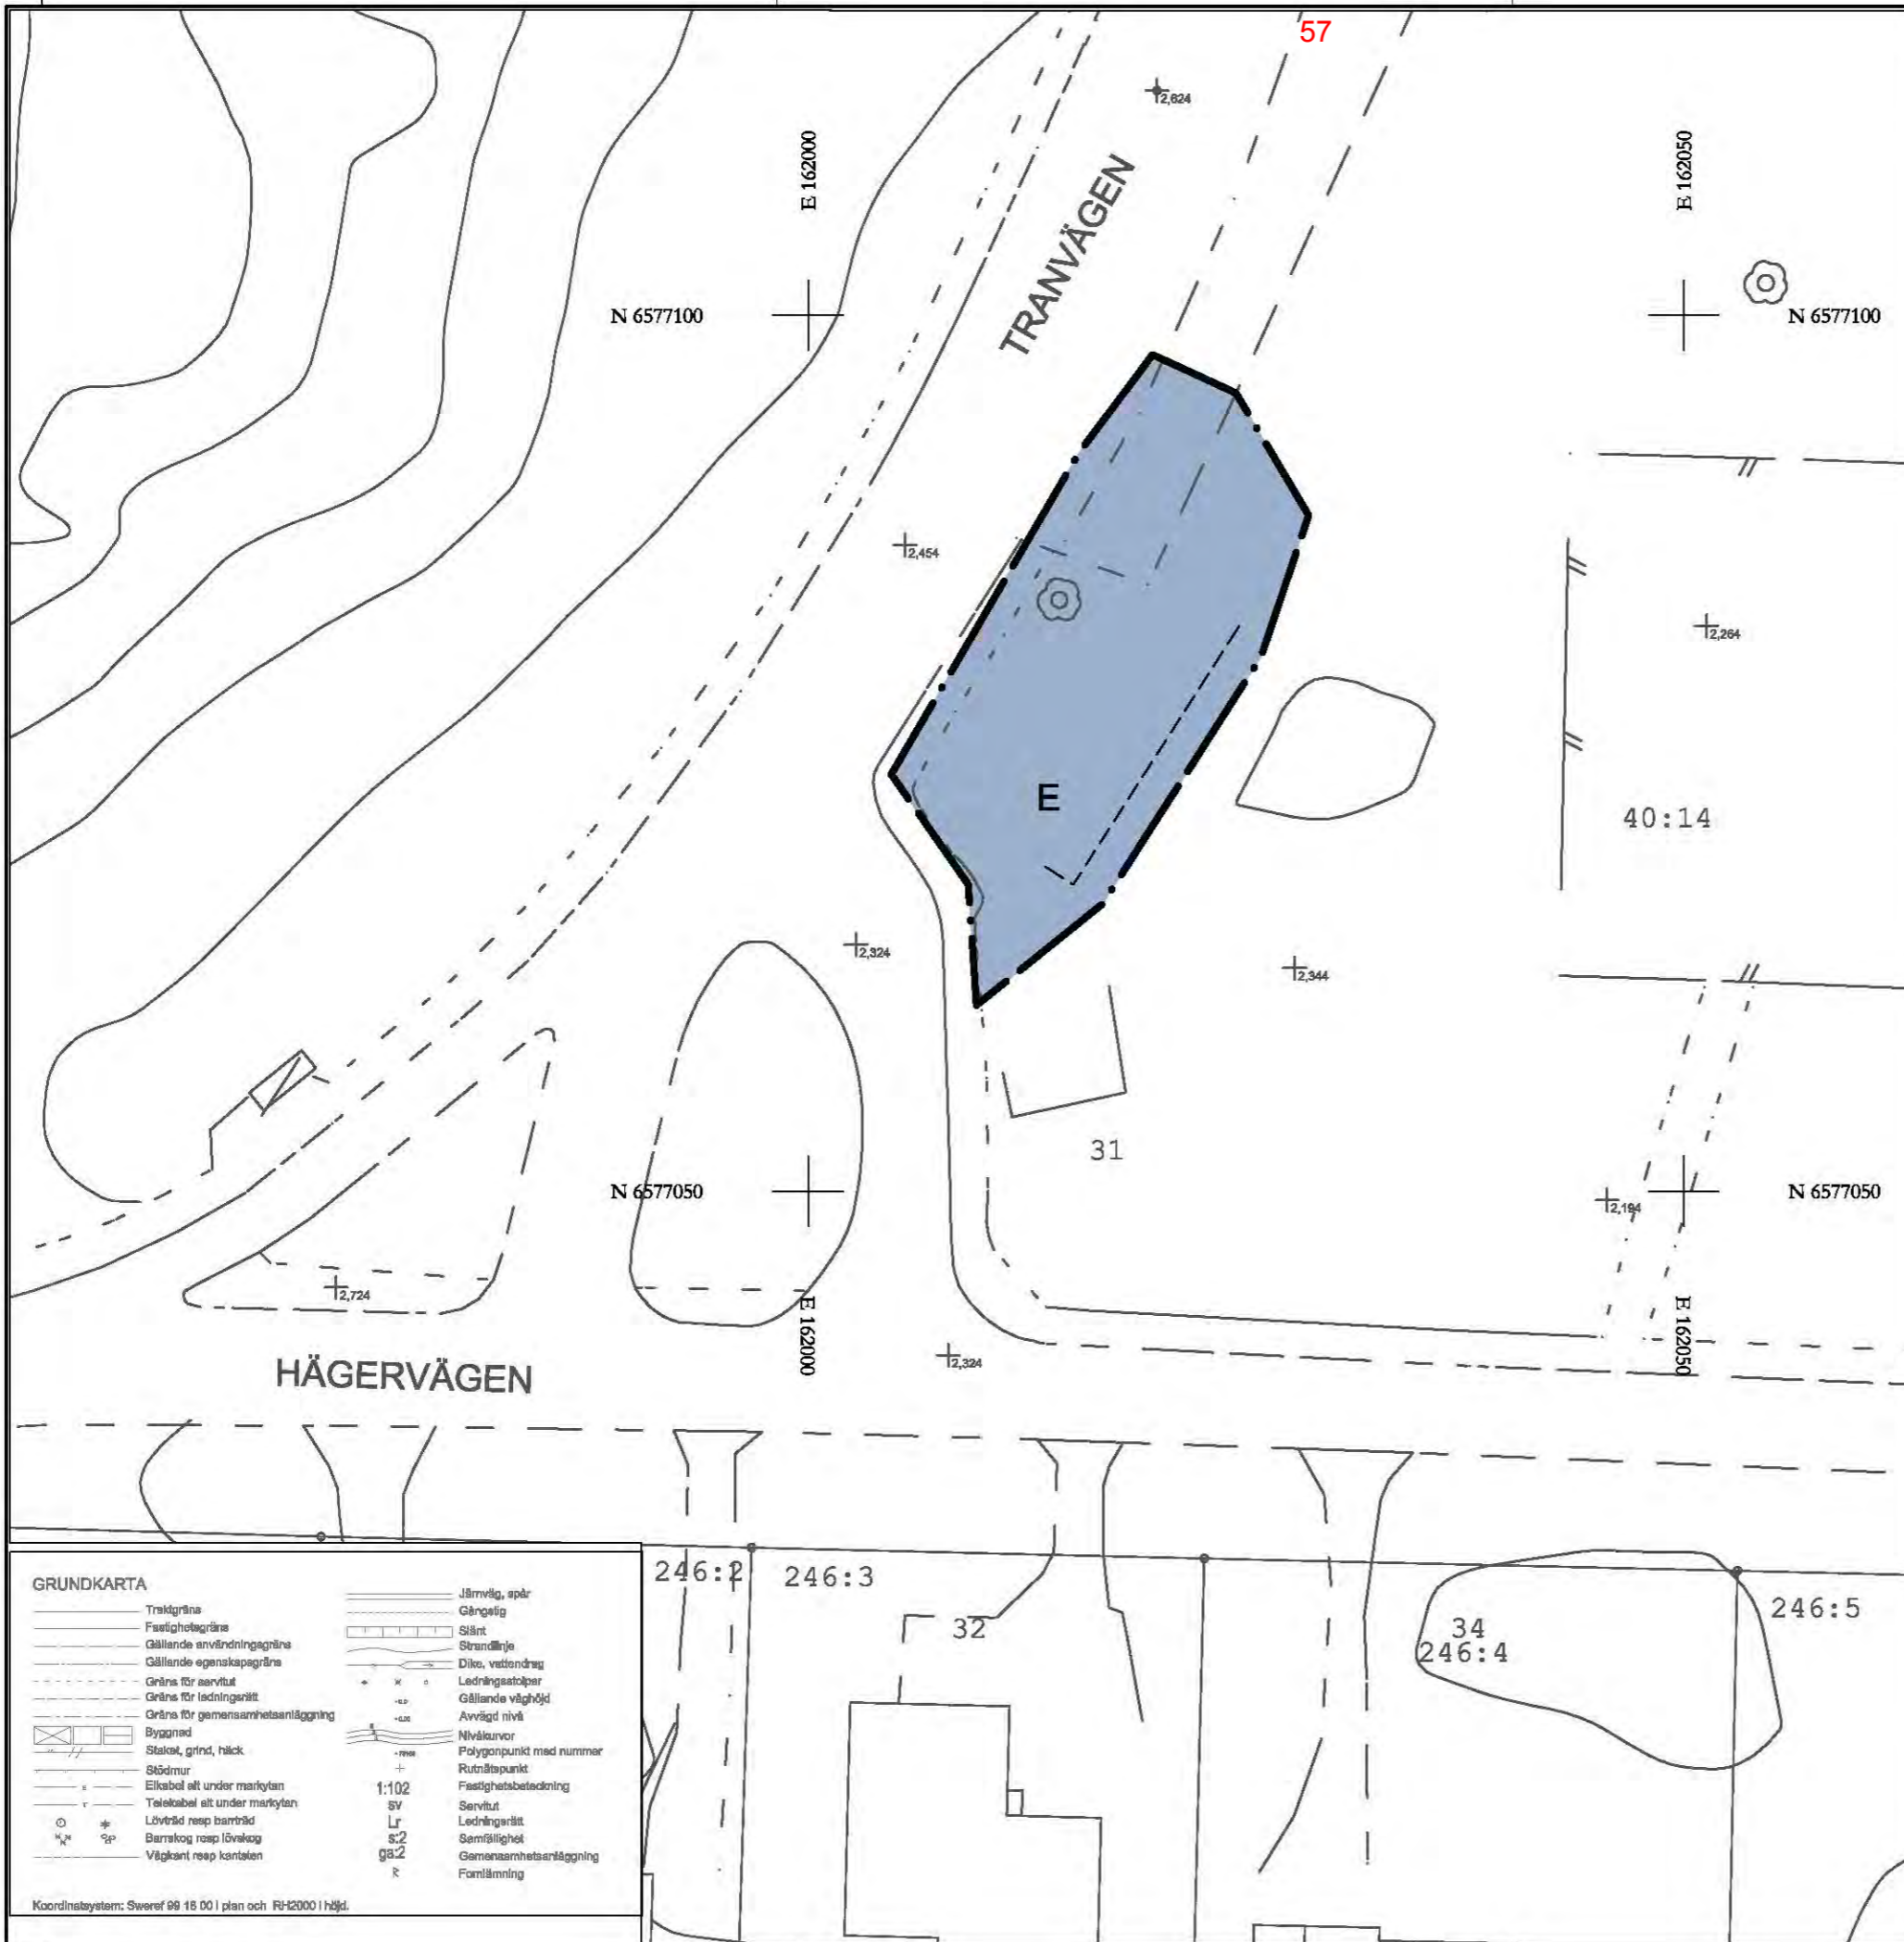 57
2,624
E 162000
E 162050
TRANVÄGEN
N 6577100
N 6577100
2,454
2,264
E
40:14
2,324
2,344
31
N 6577050
N 6577050
2,194
2,724
E 162000
E 162050
2,324
HÄGERVÄGEN
246:2
246:3
246:5
32
34
246:4
GRUNDKARTA
Traktgräns
Fastighetsgräns
Gällande användningsgräns
Gällande egenskapsgräns
Gräns för servitut
Gräns för ledningsrätt
Gräns för gemensamhetsanläggning
Byggnad
Staket, grind, häck
Stödmur
Elkabel alt under markytan
Telekabel alt under markytan
Lövträd resp barrträd
Barrskog resp lövskog
Vägkant resp kantsten
Järnväg, spår
Gångstig
Slänt
Strandlinje
Dike, vattendrag
Ledningsstolpar
Gällande våghöjd
Avvägd nivå
Nivåkurvor
Polygonpunkt med nummer
Rutnätspunkt
1:102 Fastighetsbeteckning
sv Servitut
Lr Ledningsrätt
s:2 Samfällighet
ga:2 Gemensamhetsanläggning
R Fornlämning
Koordinatsystem: Sweref 99 18 00 i plan och RH2000 i höjd.